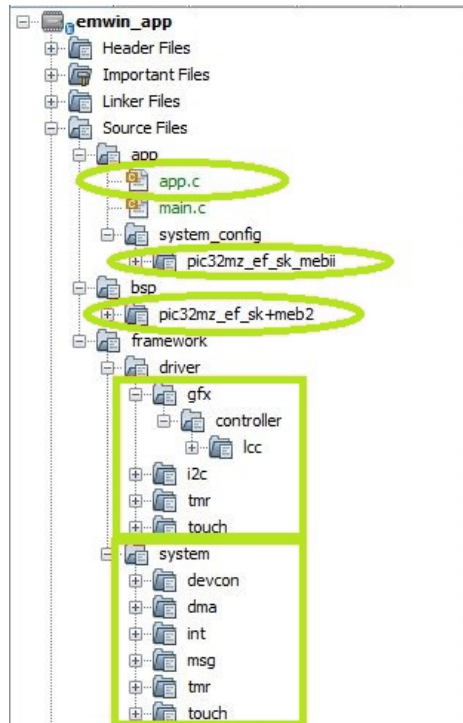 emwin_app
Header Files
Important Files
Linker Files
Source Files
app
app.c
main.c
system_config
pic32mz_ef_sk_mebii
bsp
pic32mz_ef_sk+meb2
framework
driver
gfx
controller
lcc
i2c
tmr
touch
system
devcon
dma
int
msg
tmr
touch